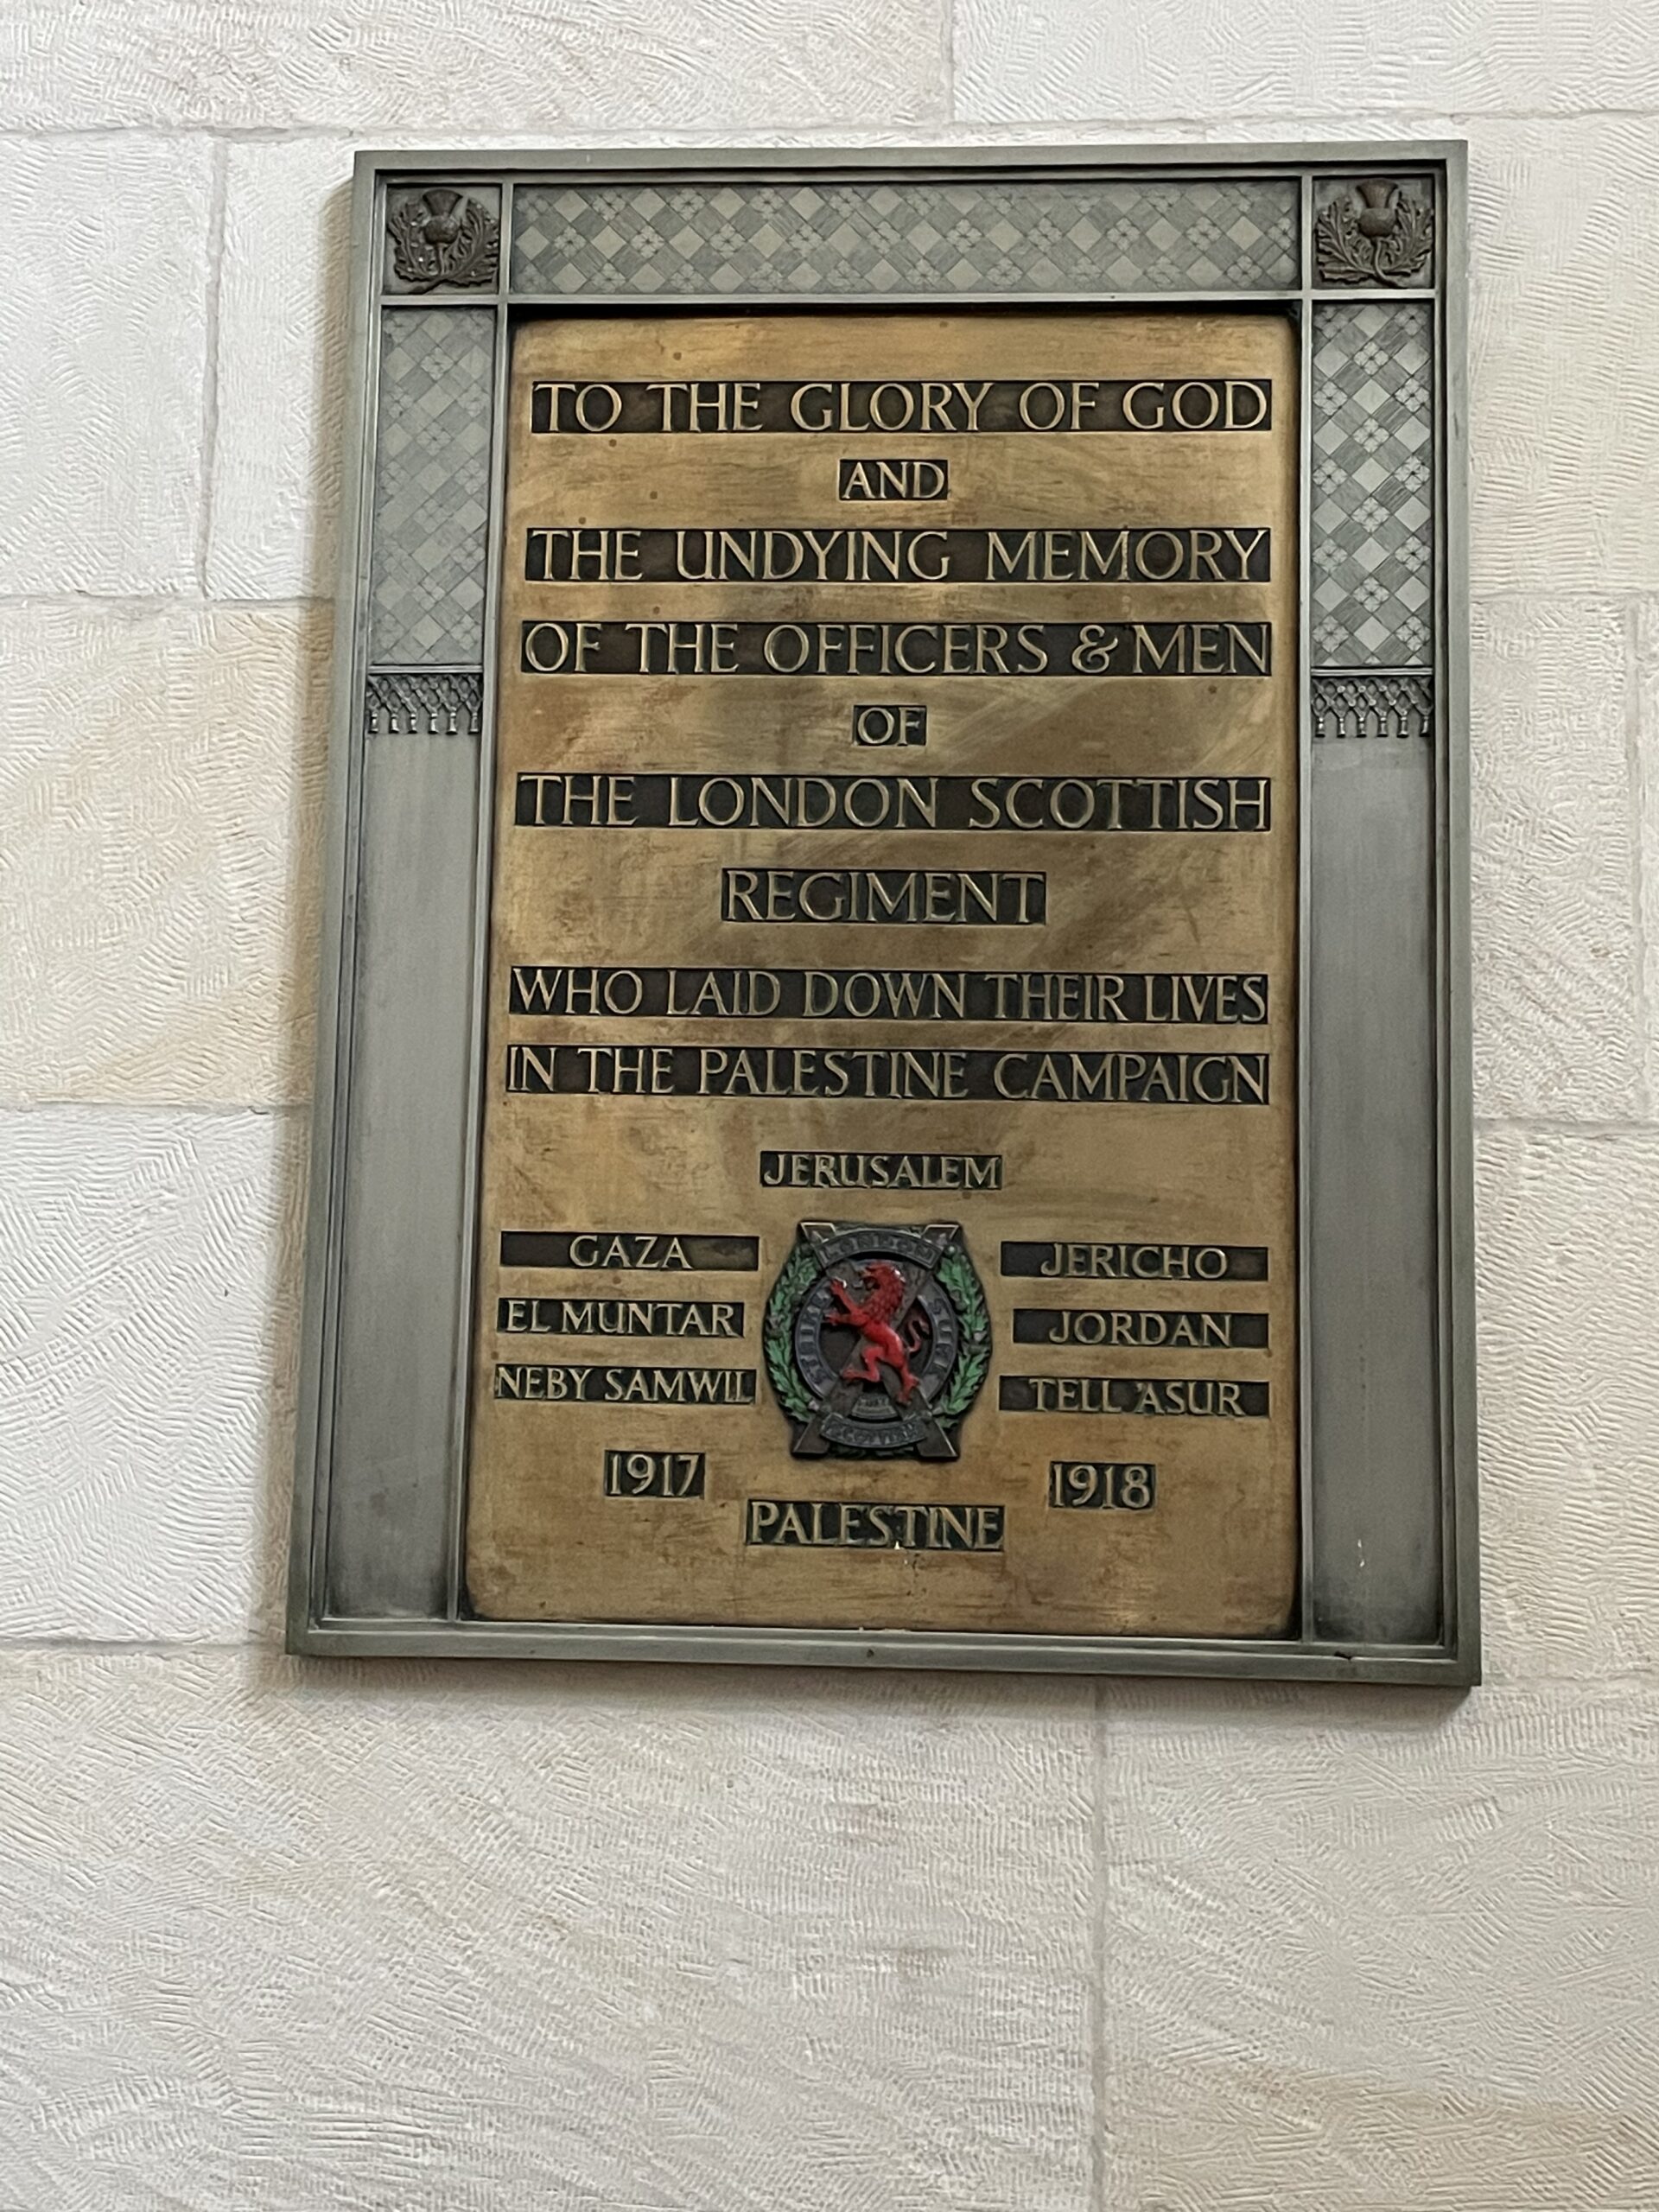 TO THE GLORY OF GOD
AND
THE UNDYING MEMORY
OF THE OFFICERS & MEN
OF
THE LONDON SCOTTISH
REGIMENT
WHO LAID DOWN THEIR LIVES
IN THE PALESTINE CAMPAIGN
JERUSALEM
GAZA
EL MUNTAR
NEBY SAMWIL
JERICHO
JORDAN
TELL 'ASUR
1917
1918
PALESTINE